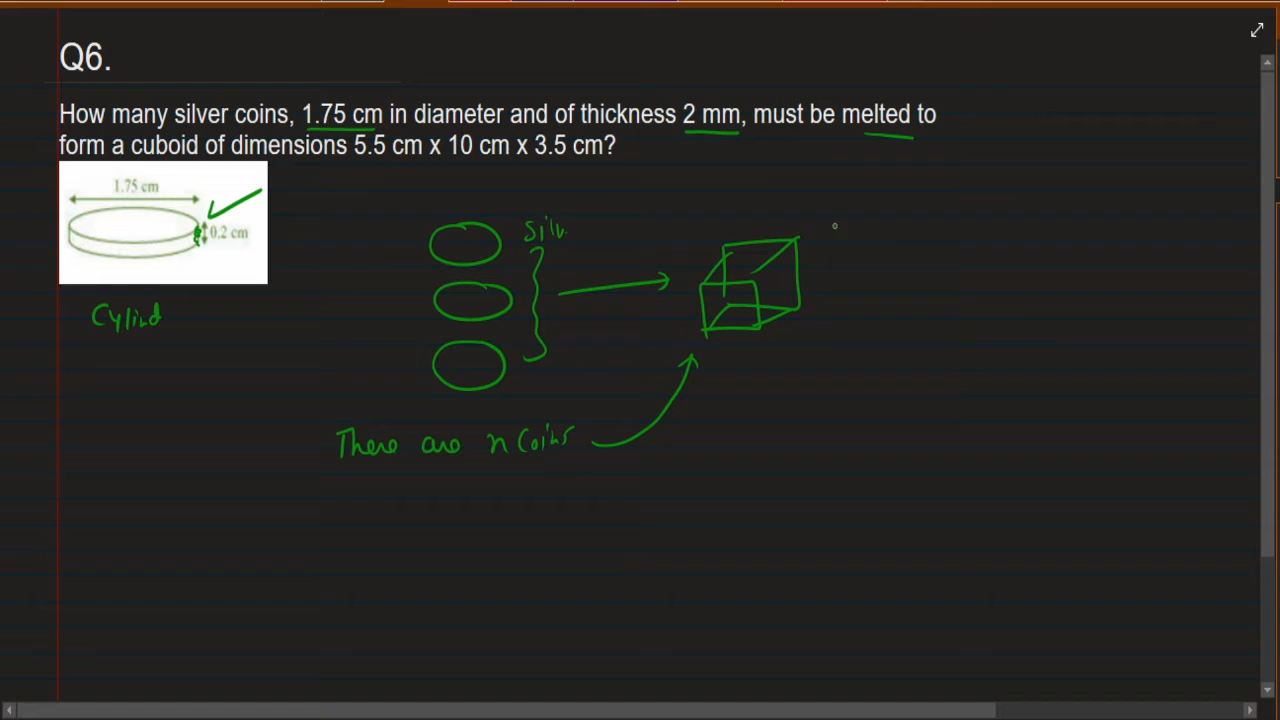 Q6.
How many silver coins, 1.75 cm in diameter and of thickness 2 mm, must be melted to
form a cuboid of dimensions 5.5 cm x 10 cm x 3.5 cm?
1.75 cm
0.2 cm
Silv
Cylind
There are n Coins